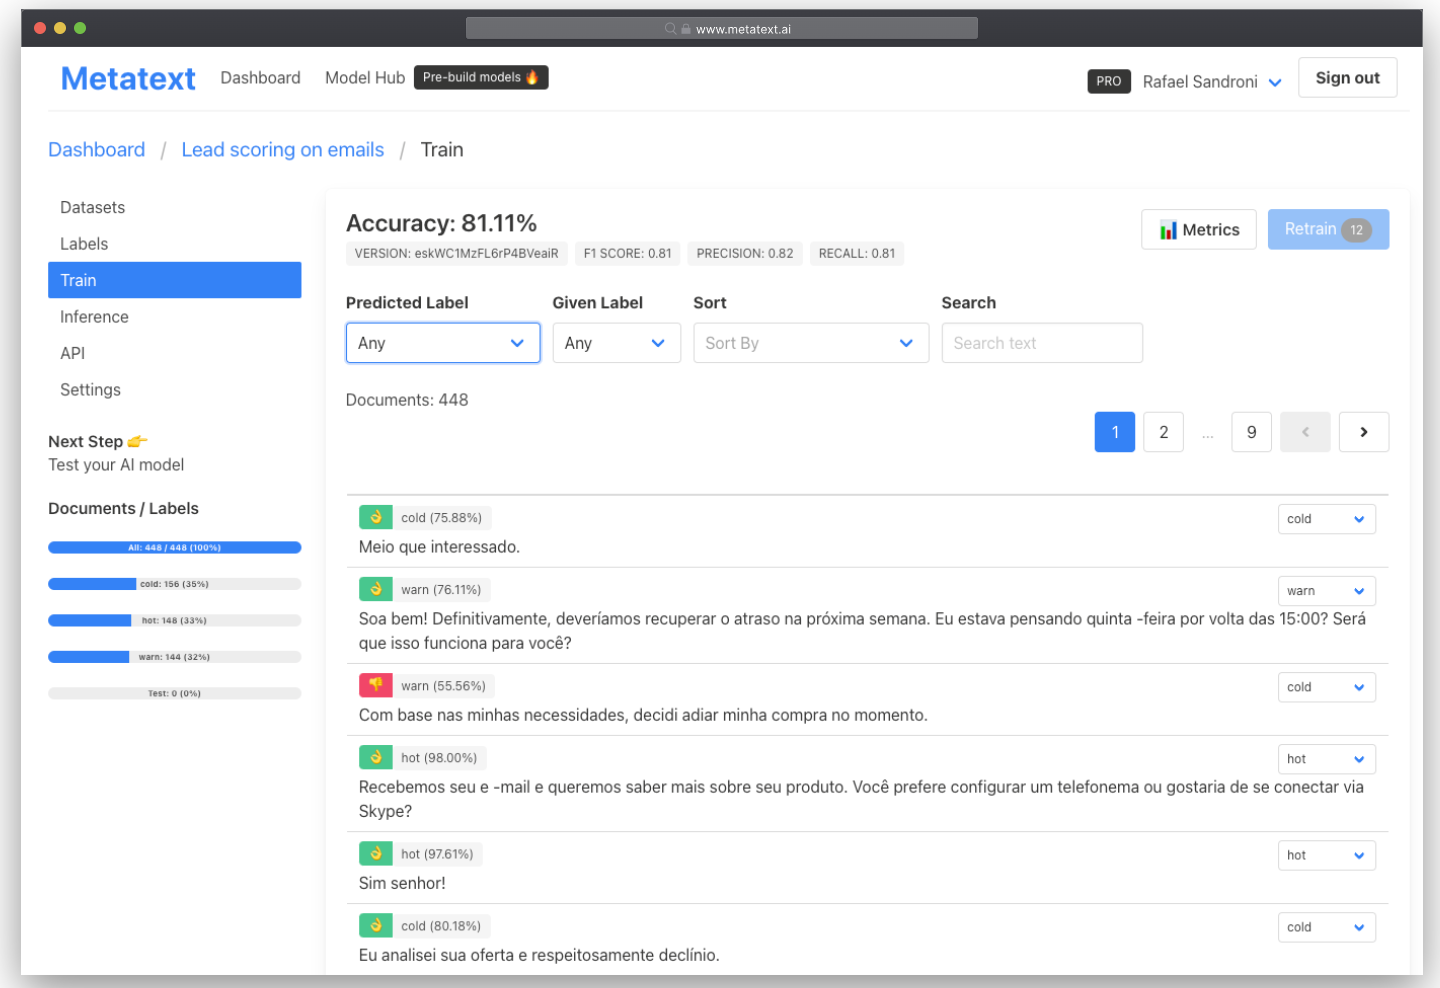 www.metatext.ai
Metatext Dashboard Model Hub Pre-build models 🔥 PRO Rafael Sandroni Sign out
Dashboard / Lead scoring on emails / Train
Datasets
Labels
Train
Inference
API
Settings
Next Step 👉
Test your AI model
Documents / Labels
All: 448 / 448 (100%)
cold: 156 (35%)
hot: 148 (33%)
warn: 144 (32%)
Test: 0 (0%)
Accuracy: 81.11%
Metrics Retrain 12
VERSION: eskWC1MzFL6rP4BVeaiR F1 SCORE: 0.81 PRECISION: 0.82 RECALL: 0.81
Predicted Label Given Label Sort Search
Any Any Sort By Search text
Documents: 448
1 2 ... 9 < >
cold (75.88%) cold
Meio que interessado.
warn (76.11%) warn
Soa bem! Definitivamente, deveríamos recuperar o atraso na próxima semana. Eu estava pensando quinta -feira por volta das 15:00? Será
que isso funciona para você?
warn (55.56%) cold
Com base nas minhas necessidades, decidi adiar minha compra no momento.
hot (98.00%) hot
Recebemos seu e -mail e queremos saber mais sobre seu produto. Você prefere configurar um telefonema ou gostaria de se conectar via
Skype?
hot (97.61%) hot
Sim senhor!
cold (80.18%) cold
Eu analisei sua oferta e respeitosamente declínio.